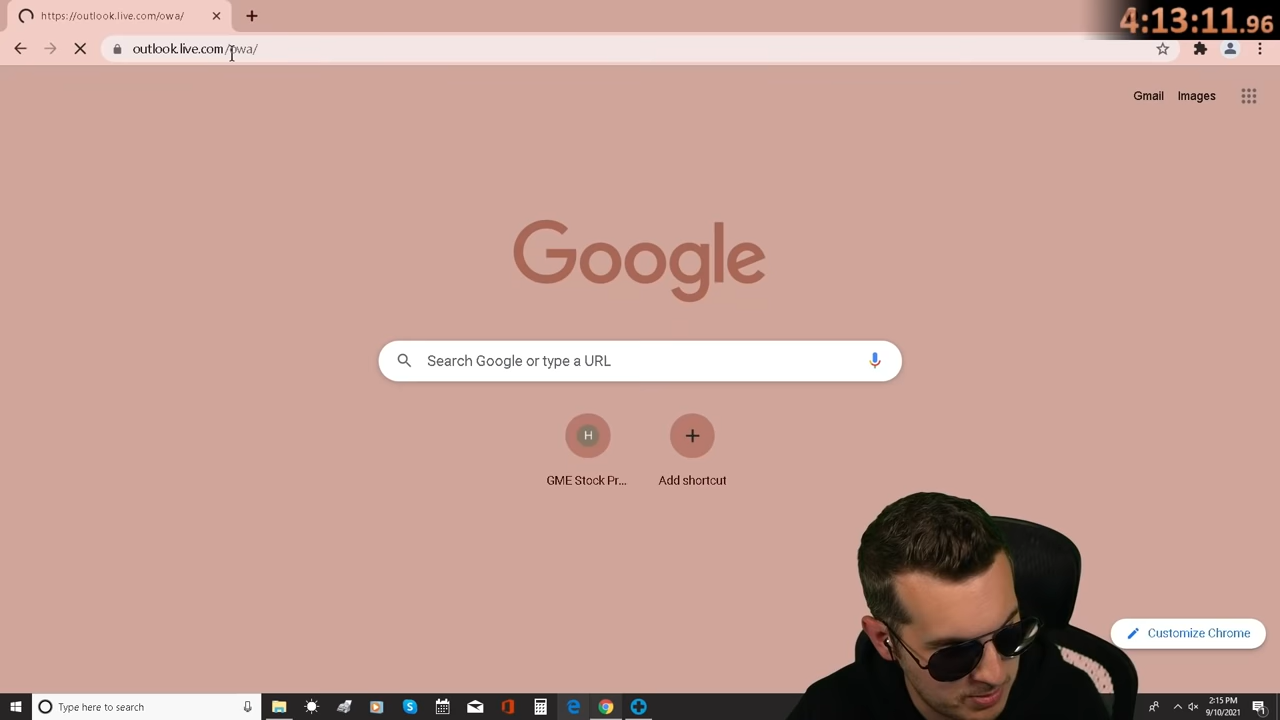 https://outlook.live.com/owa/
4:13:11.96
outlook.live.com/owa/
Gmail Images
Google
Search Google or type a URL
H
GME Stock Pr... Add shortcut
Customize Chrome
Type here to search
2:15 PM
9/10/2021